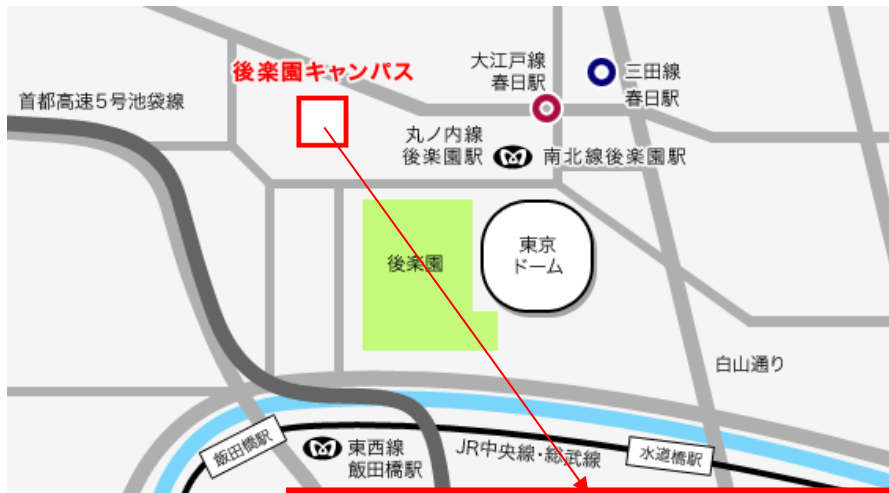 後楽園キャンパス
大江戸線
春日駅
三田線
春日駅
首都高速5号池袋線
丸ノ内線
後楽園駅
南北線後楽園駅
後楽園
東京
ドーム
白山通り
飯田橋駅
東西線
飯田橋駅
JR中央線・総武線
水道橋駅